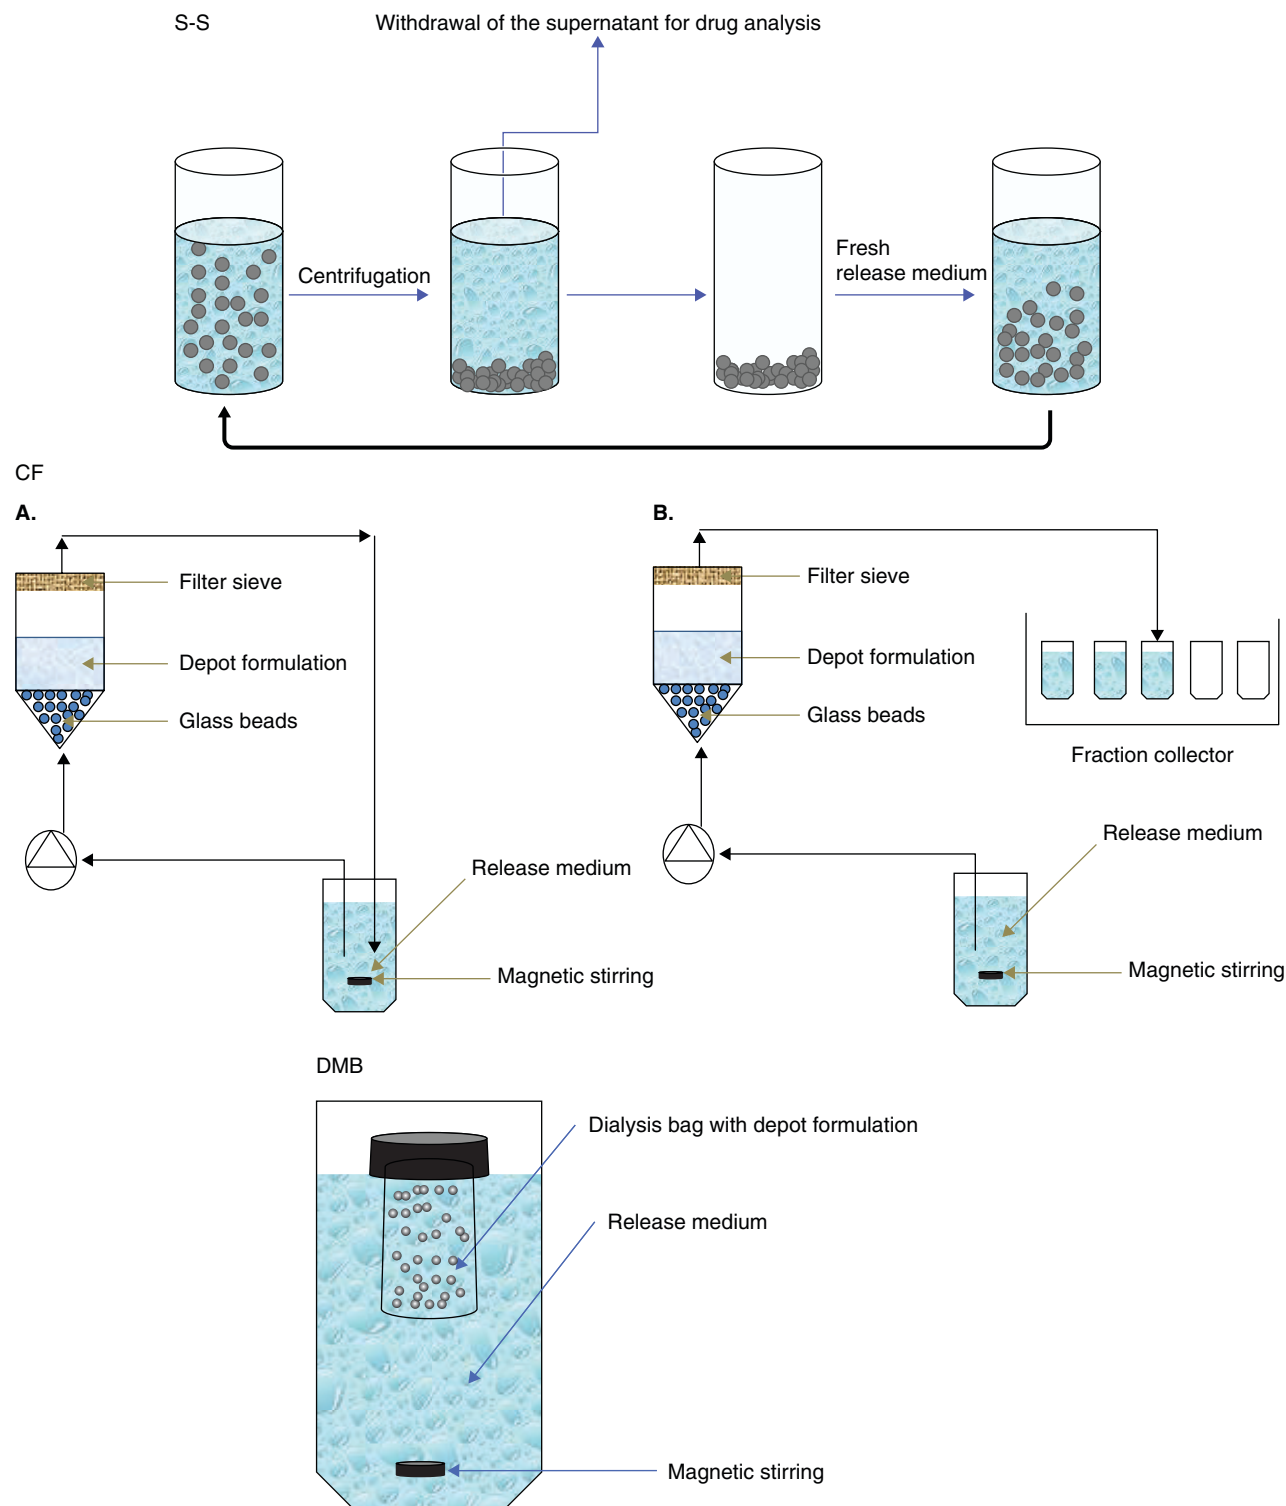 S-S
Withdrawal of the supernatant for drug analysis
Centrifugation
Fresh
release medium
CF
A.
Filter sieve
Depot formulation
Glass beads
Release medium
Magnetic stirring
B.
Filter sieve
Depot formulation
Glass beads
Fraction collector
Release medium
Magnetic stirring
DMB
Dialysis bag with depot formulation
Release medium
Magnetic stirring